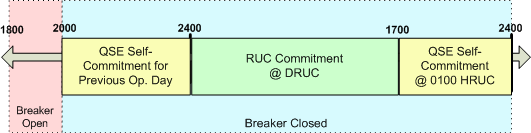 1800
2000
2400
1700
2400
QSE Self-
Commitment for
Previous Op. Day
RUC Commitment
@ DRUC
QSE Self-
Commitment
@ 0100 HRUC
Breaker
Open
Breaker Closed